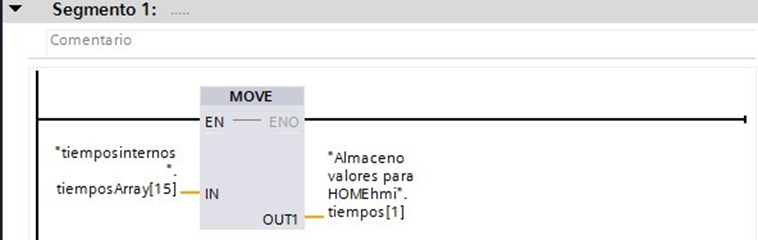 Segmento 1: .....
Comentario
MOVE
EN ENO
"tiemposinternos
".
tiemposArray[15] IN
"Almaceno
valores para
HOMEhmi".
OUT1 tiempos[1]